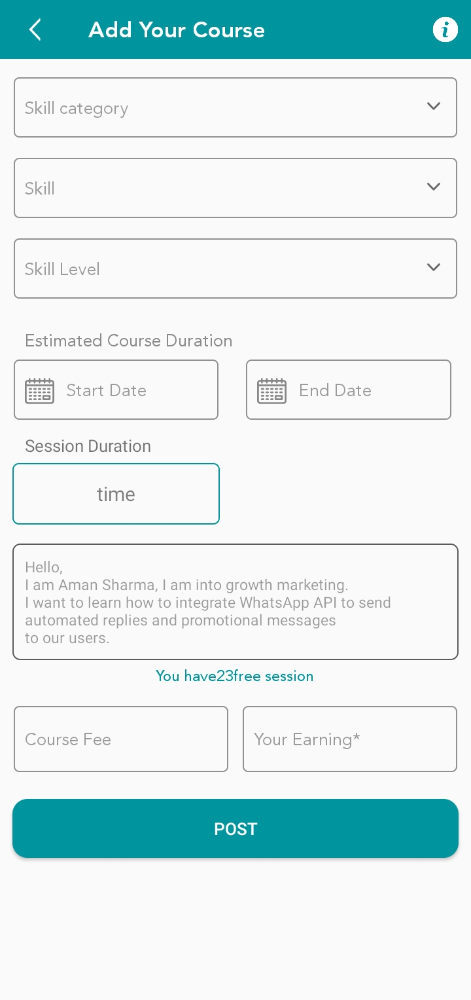 Add Your Course
Skill category
Skill
Skill Level
Estimated Course Duration
Start Date
End Date
Session Duration
time
Hello,
I am Aman Sharma, I am into growth marketing.
I want to learn how to integrate WhatsApp API to send
automated replies and promotional messages
to our users.
You have23free session
Course Fee
Your Earning*
POST